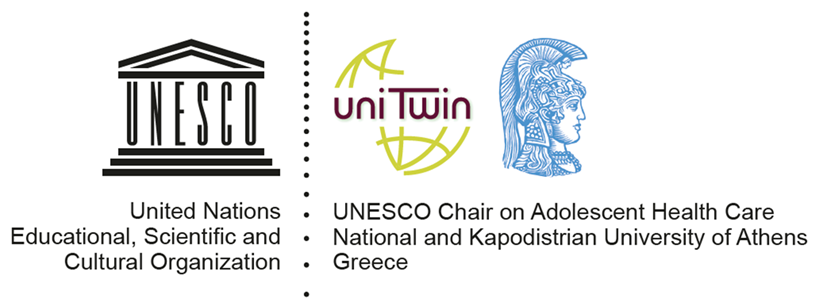 UNESCO
United Nations
Educational, Scientific and
Cultural Organization
uniTwin
UNESCO Chair on Adolescent Health Care
National and Kapodistrian University of Athens
Greece